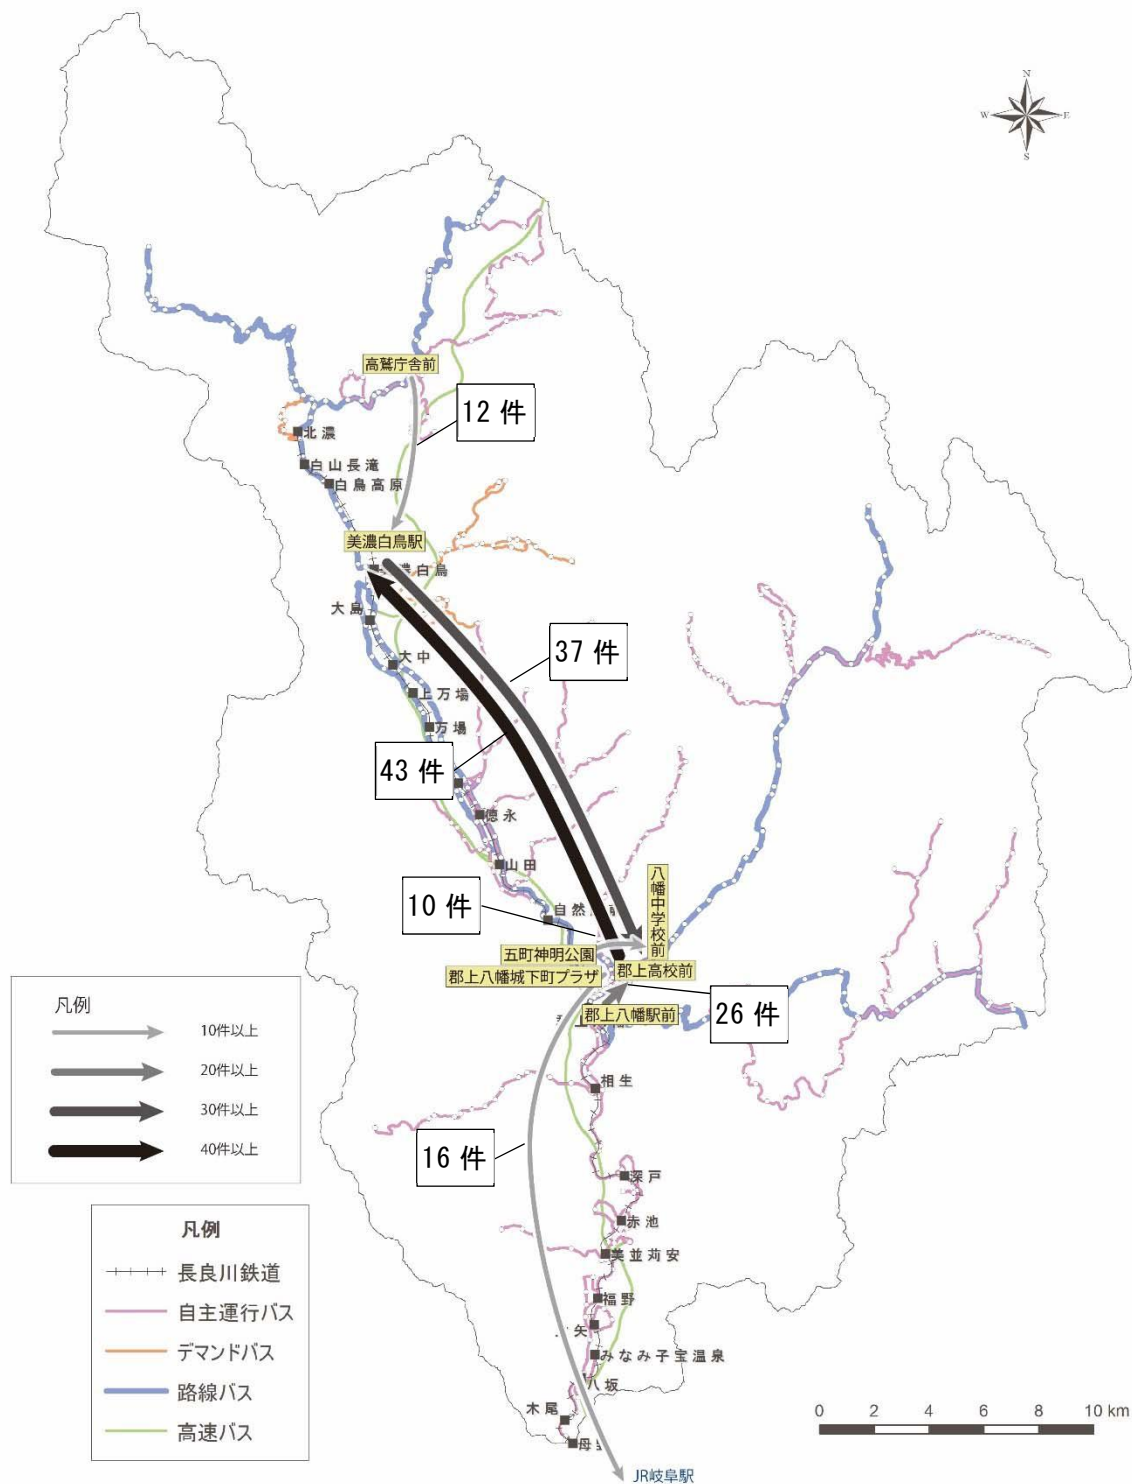 N
W
E
S
高鷲庁舎前
12 件
北濃
白山長滝
白鳥高原
美濃白鳥駅
濃白鳥
大島
37 件
大中
上万場
万場
43 件
徳永
山田
八幡中学校前
10 件
自然
五町神明公園
郡上八幡城下町プラザ
郡上高校前
郡上八幡駅前
26 件
凡例
10件以上
20件以上
30件以上
40件以上
相生
16 件
深戸
赤池
美並苅安
福野
矢
みなみ子宝温泉
八坂
木尾
母
JR岐阜駅
凡例
長良川鉄道
自主運行バス
デマンドバス
路線バス
高速バス
0 2 4 6 8 10 km